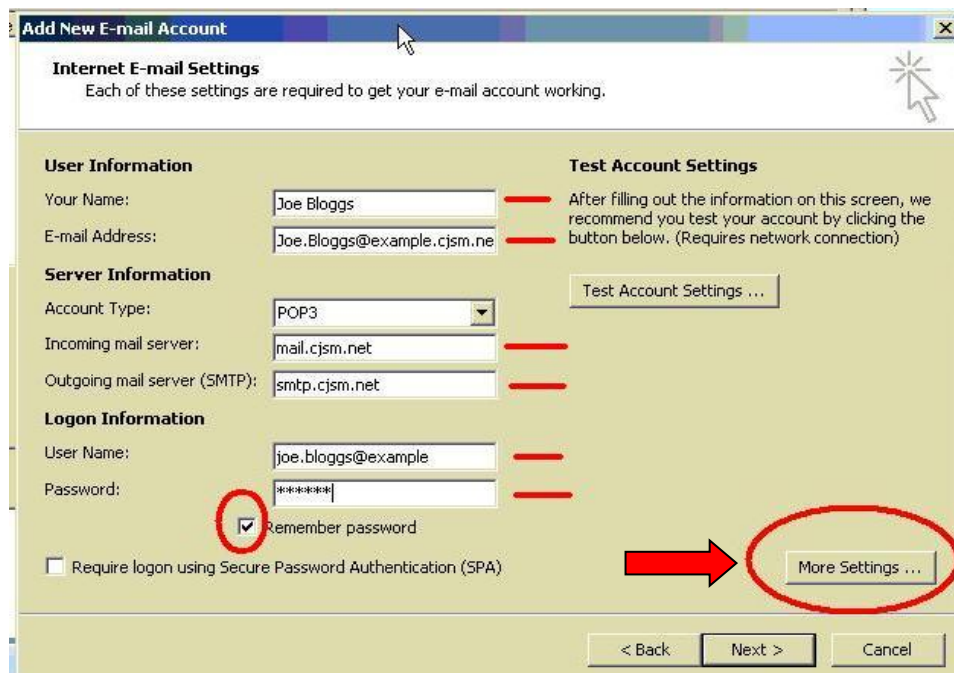 Add New E-mail Account
Internet E-mail Settings
Each of these settings are required to get your e-mail account working.
User Information
Your Name: Joe Bloggs
E-mail Address: Joe.Bloggs@example.cjsm.ne
Server Information
Account Type: POP3
Incoming mail server: mail.cjsm.net
Outgoing mail server (SMTP): smtp.cjsm.net
Logon Information
User Name: joe.bloggs@example
Password: ******
Remember password
Require logon using Secure Password Authentication (SPA)
Test Account Settings
After filling out the information on this screen, we
recommend you test your account by clicking the
button below. (Requires network connection)
Test Account Settings ...
More Settings ...
< Back
Next >
Cancel